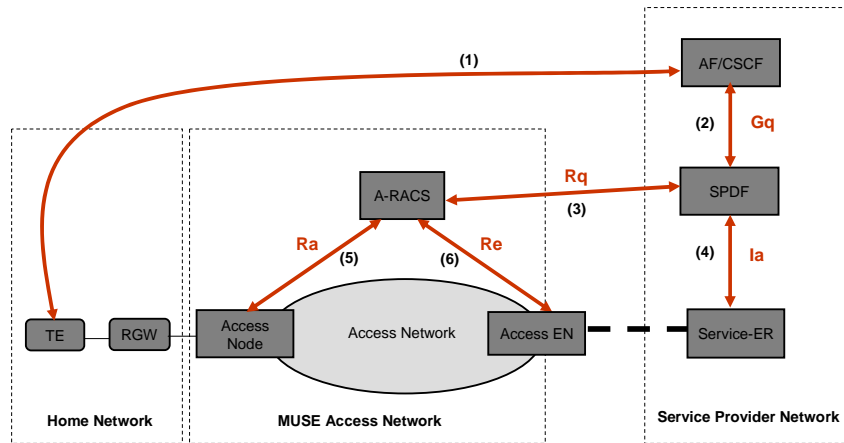 (1)
AF/CSCF
(2)
Gq
A-RACS
Rq
(3)
SPDF
Ra
(5)
Re
(6)
(4)
Ia
TE
RGW
Access
Node
Access Network
Access EN
Service-ER
Home Network
MUSE Access Network
Service Provider Network